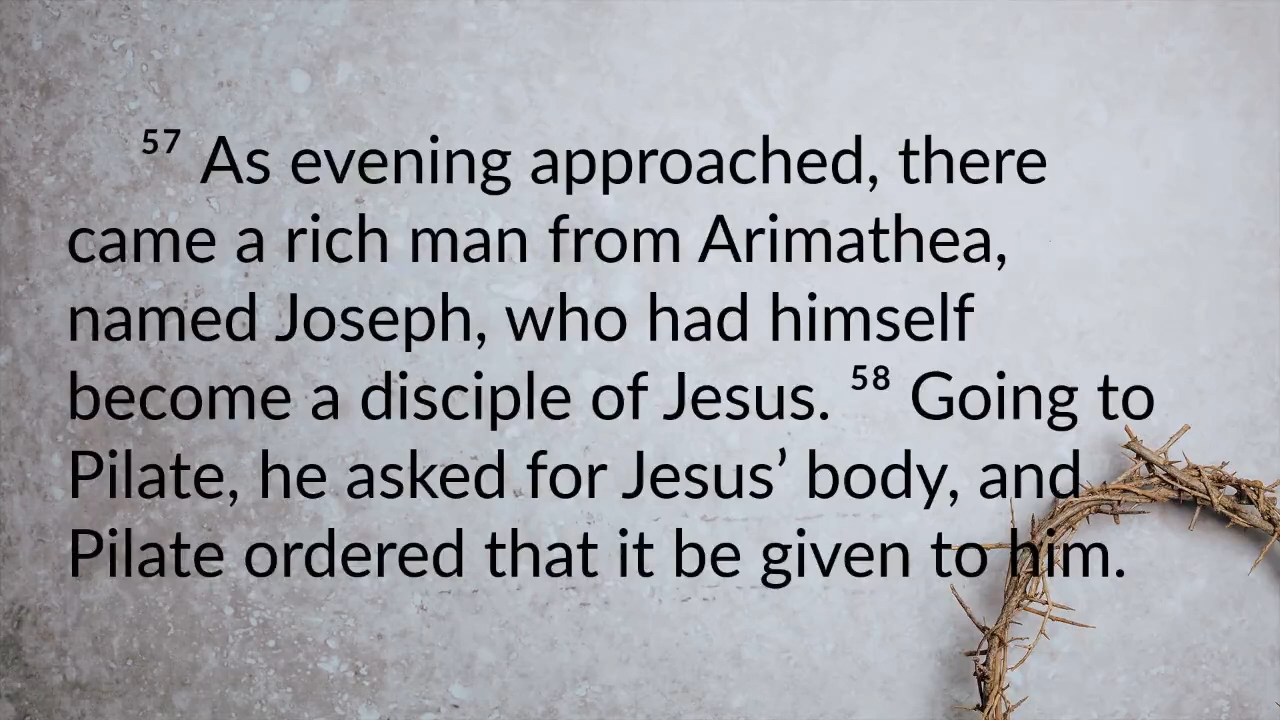 ⁵⁷ As evening approached, there
came a rich man from Arimathea,
named Joseph, who had himself
become a disciple of Jesus. ⁵⁸ Going to
Pilate, he asked for Jesus’ body, and
Pilate ordered that it be given to him.